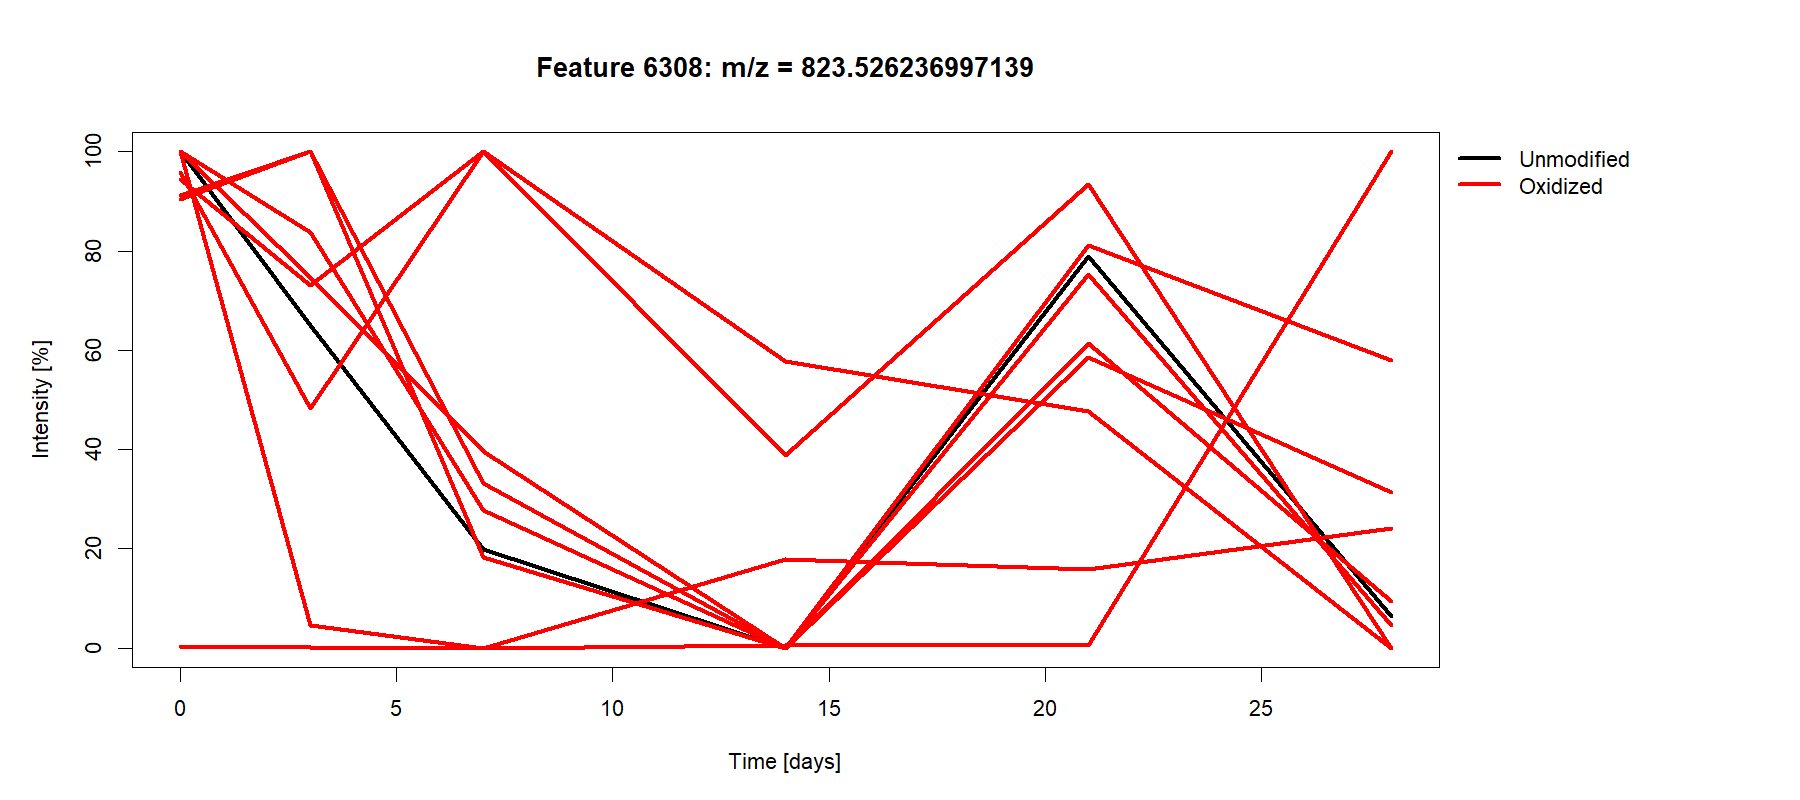 Feature 6308: m/z = 823.526236997139
Unmodified
Oxidized
Intensity [%]
100
80
60
40
20
0
0 5 10 15 20 25
Time [days]